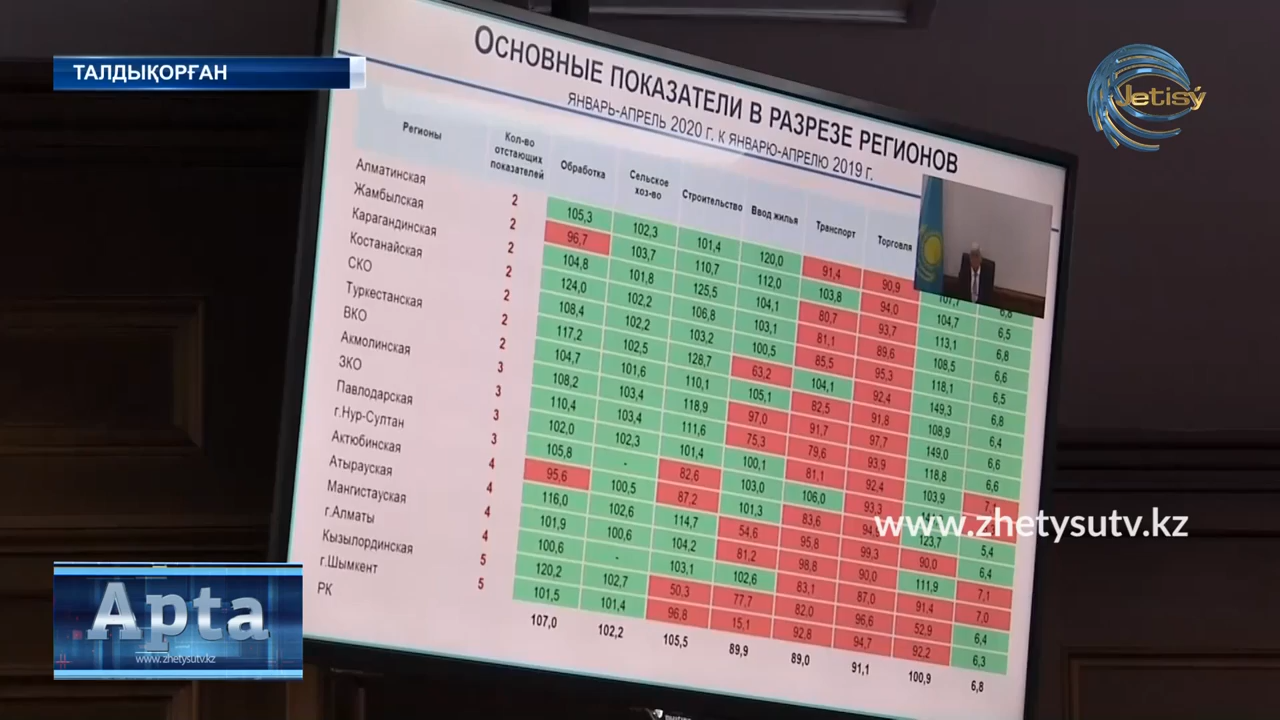 ТАЛДЫҚОРҒАН
Jetisý
ОСНОВНЫЕ ПОКАЗАТЕЛИ В РАЗРЕЗЕ РЕГИОНОВ
ЯНВАРЬ-АПРЕЛЬ 2020 г. К ЯНВАРЮ-АПРЕЛЮ 2019 г.
Регионы Кол-во отстающих показателей Обработка Сельское хоз-во Строительство Ввод жилья Транспорт Торговля
Алматинская 2 105,3 102,3 101,4 120,0 91,4 90,9 107,7 6,8
Жамбылская 2 96,7 103,7 110,7 112,0 103,8 94,0 104,7 6,5
Карагандинская 2 104,8 101,8 125,5 104,1 80,7 93,7 113,1 6,8
Костанайская 2 124,0 102,2 106,8 103,1 81,1 89,6 108,5 6,6
СКО 2 108,4 102,2 103,2 100,5 85,5 95,3 118,1 6,5
Туркестанская 2 117,2 102,5 128,7 63,2 104,1 92,4 149,3 6,8
ВКО 2 104,7 101,6 110,1 105,1 82,5 91,8 108,9 6,4
Акмолинская 3 108,2 103,4 118,9 97,0 91,7 97,7 149,0 6,6
ЗКО 3 110,4 103,4 111,6 75,3 79,6 93,9 118,8 6,6
Павлодарская 3 102,0 102,3 101,4 100,1 81,1 92,4 103,9
г.Нур-Султан 3 105,8 - 82,6 103,0 106,0 93,3
Актюбинская 4 95,6 100,5 87,2 101,3 83,6 123,7 5,4
Атырауская 4 116,0 102,6 114,7 54,6 95,8 99,3 90,0 6,4
Мангистауская 4 101,9 100,6 104,2 81,2 98,8 90,0 111,9 7,1
г.Алматы 4 100,6 - 103,1 102,6 83,1 87,0 91,4 7,0
Кызылординская 5 120,2 102,7 50,3 77,7 82,0 96,6 52,9 6,4
г.Шымкент 5 101,5 101,4 96,8 15,1 92,8 94,7 92,2 6,3
РК 107,0 102,2 105,5 89,9 89,0 91,1 100,9 6,8
www.zhetysutv.kz
Apta
www.zhetysutv.kz